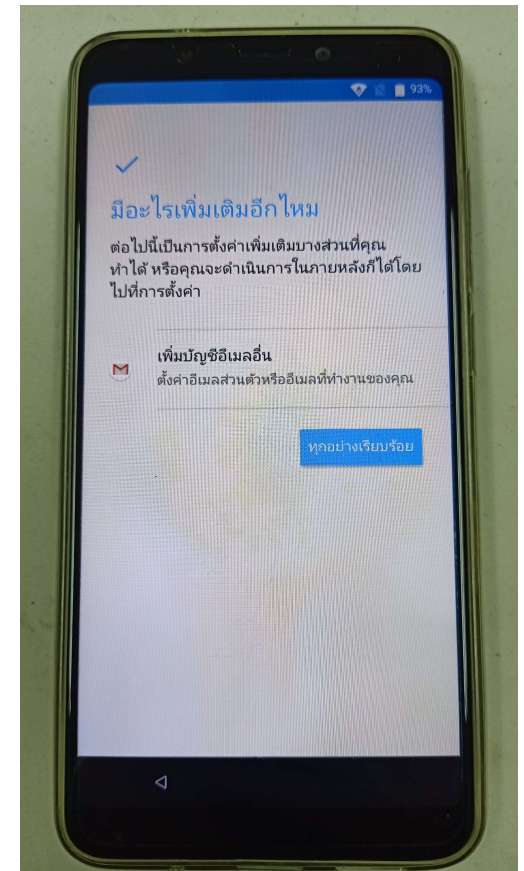 93%
มีอะไรเพิ่มเติมอีกไหม
ต่อไปนี้เป็นการตั้งค่าเพิ่มเติมบางส่วนที่คุณ
ทำได้ หรือคุณจะดำเนินการในภายหลังก็ได้โดย
ไปที่การตั้งค่า
เพิ่มบัญชีอีเมลอื่น
ตั้งค่าอีเมลส่วนตัวหรืออีเมลที่ทำงานของคุณ
ทุกอย่างเรียบร้อย